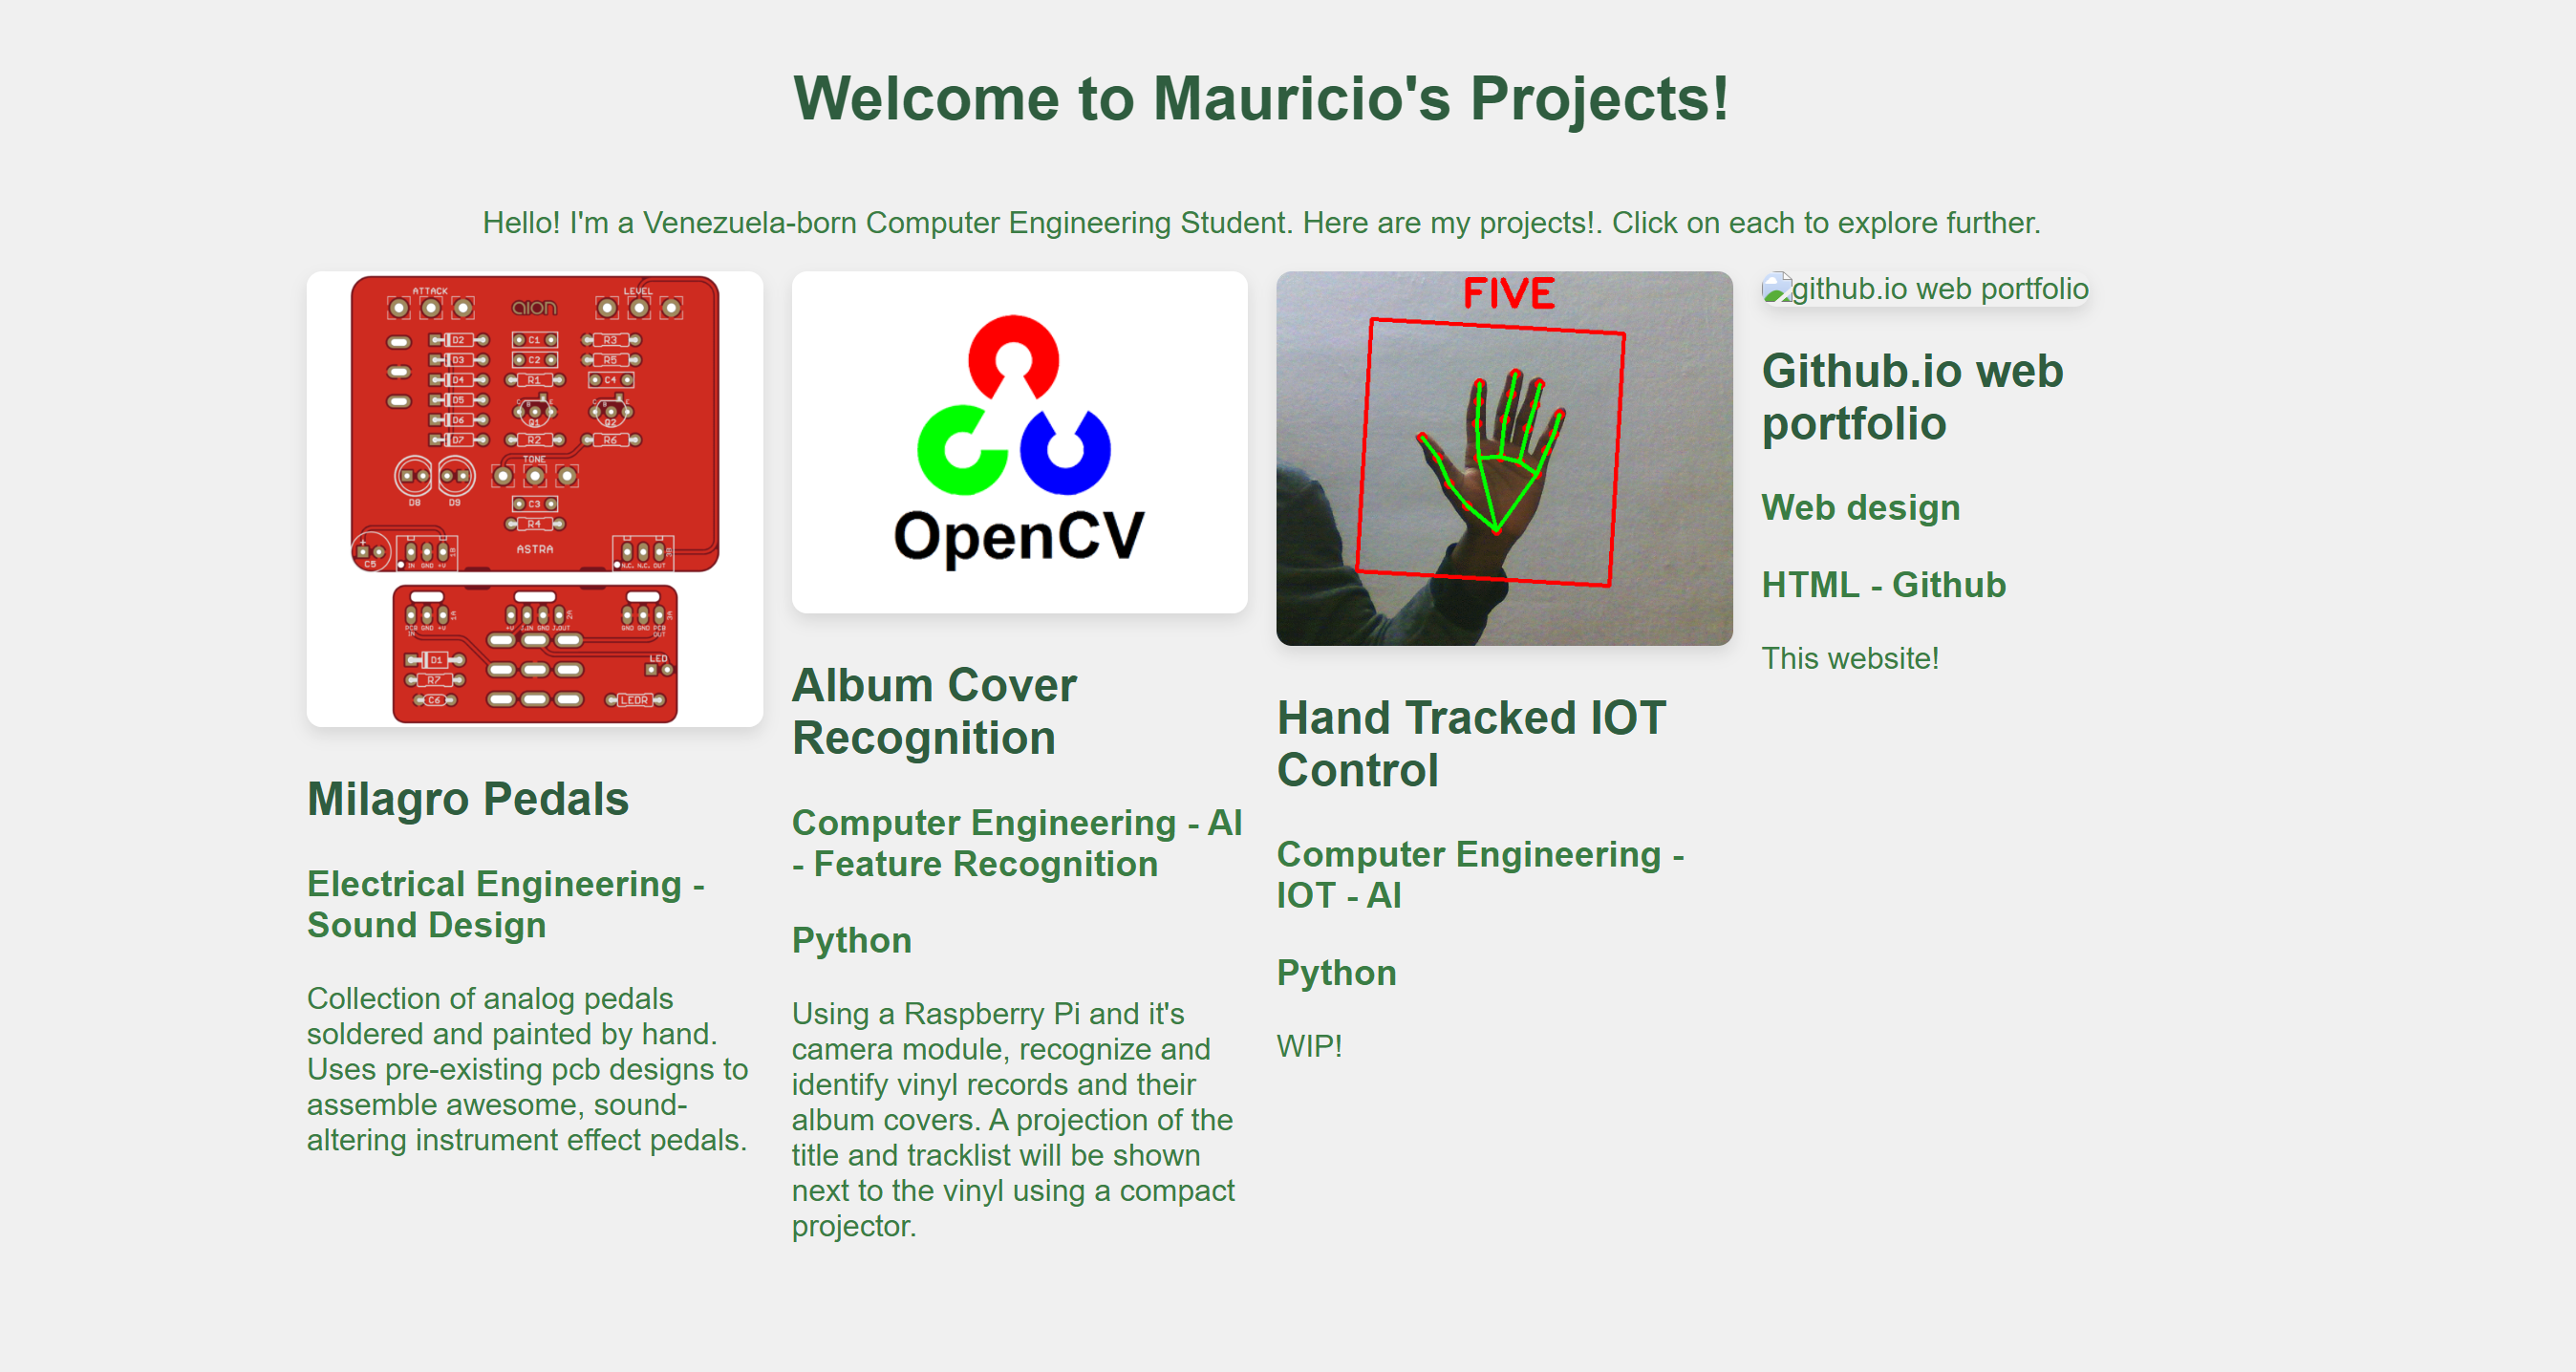 Welcome to Mauricio's Projects!
Hello! I'm a Venezuela-born Computer Engineering Student. Here are my projects!. Click on each to explore further.
ATTACK
aion
LEVEL
D2
C1
R3
D3
C2
R5
D4
R1
C4
D5
C B E
C B E
D6
Q1
Q2
D7
R2
R6
TONE
D8
D9
C3
R4
ASTRA
+
C5
IN GND +V
1B
N.C. N.C. OUT
PCB IN GND +V
1A
+V J.IN GND J.OUT
2A
GND GND PCB OUT
D1
LED
R7
C6
LEDR
Milagro Pedals
Electrical Engineering -
Sound Design
Collection of analog pedals
soldered and painted by hand.
Uses pre-existing pcb designs to
assemble awesome, sound-
altering instrument effect pedals.
OpenCV
Album Cover
Recognition
Computer Engineering - AI
- Feature Recognition
Python
Using a Raspberry Pi and it's
camera module, recognize and
identify vinyl records and their
album covers. A projection of the
title and tracklist will be shown
next to the vinyl using a compact
projector.
FIVE
Hand Tracked IOT
Control
Computer Engineering -
IOT - AI
Python
WIP!
github.io web portfolio
Github.io web
portfolio
Web design
HTML - Github
This website!